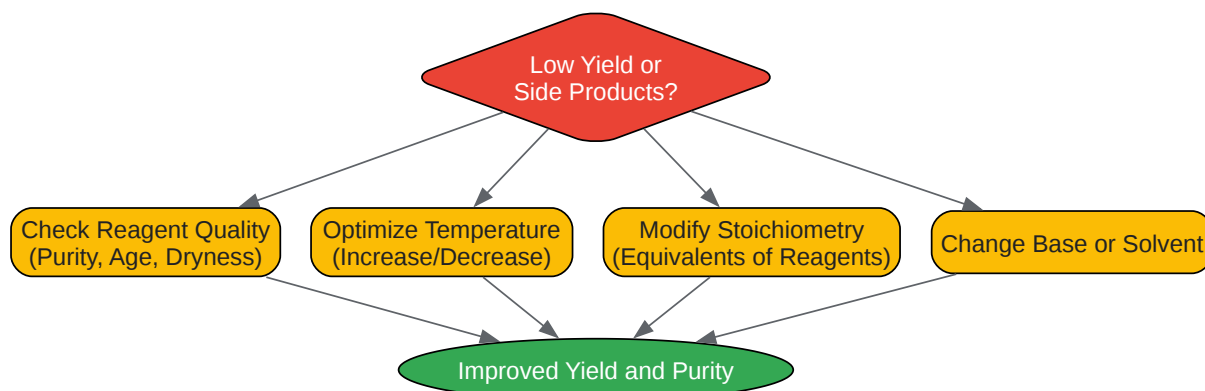 Low Yield or
Side Products?
Check Reagent Quality
(Purity, Age, Dryness)
Optimize Temperature
(Increase/Decrease)
Modify Stoichiometry
(Equivalents of Reagents)
Change Base or Solvent
Improved Yield and Purity